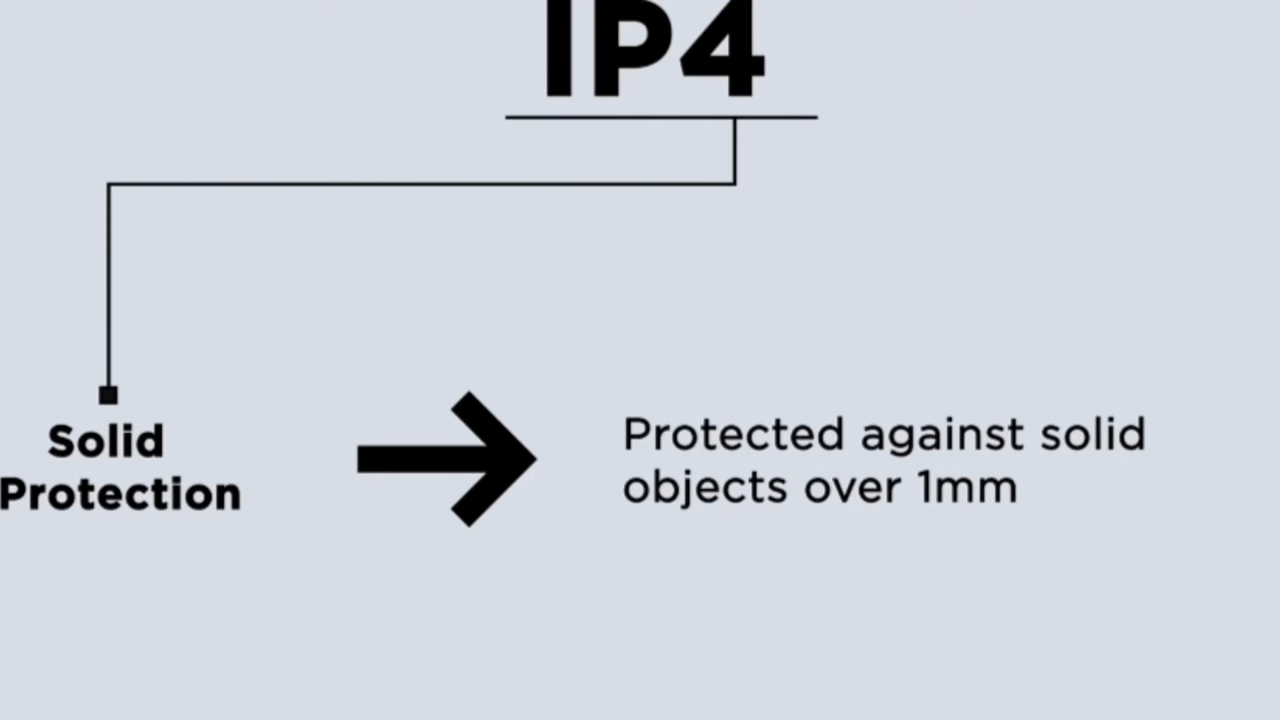 IP4
Solid
Protection
Protected against solid
objects over 1mm